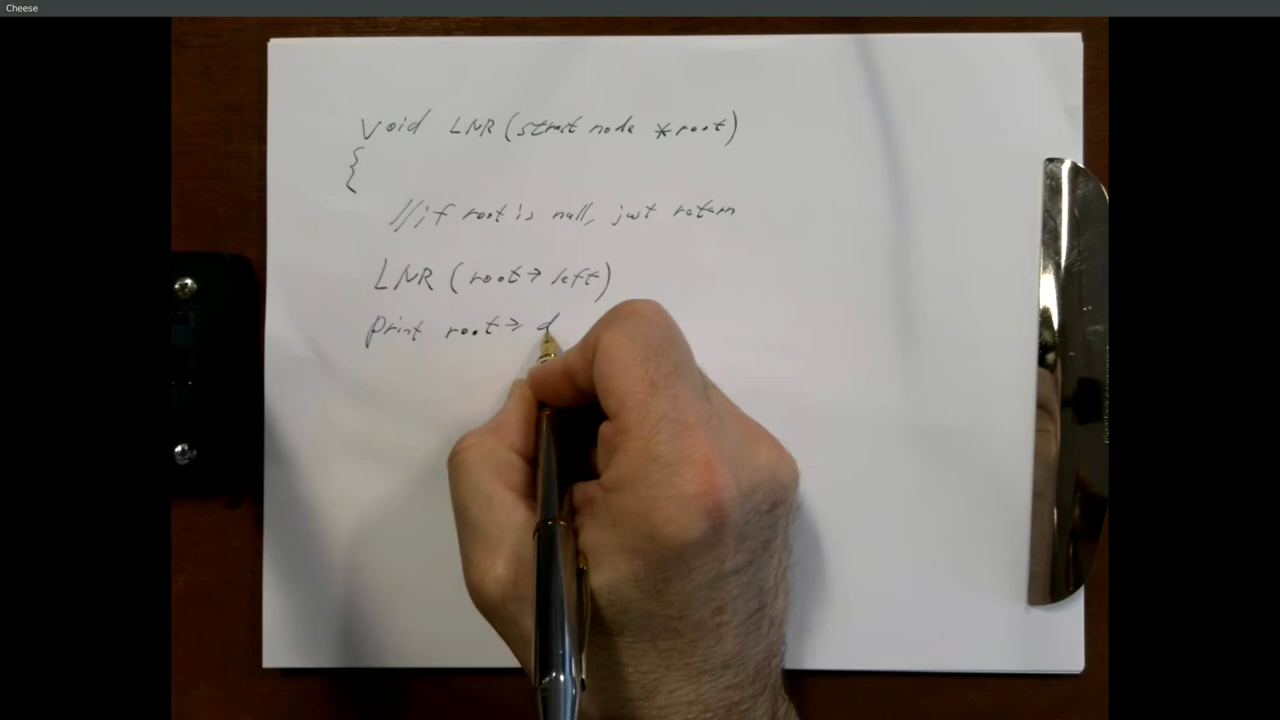 Cheese
void LNR (struct node *root)
{
//if root is null, just return
LNR (root→ left)
print root→ d